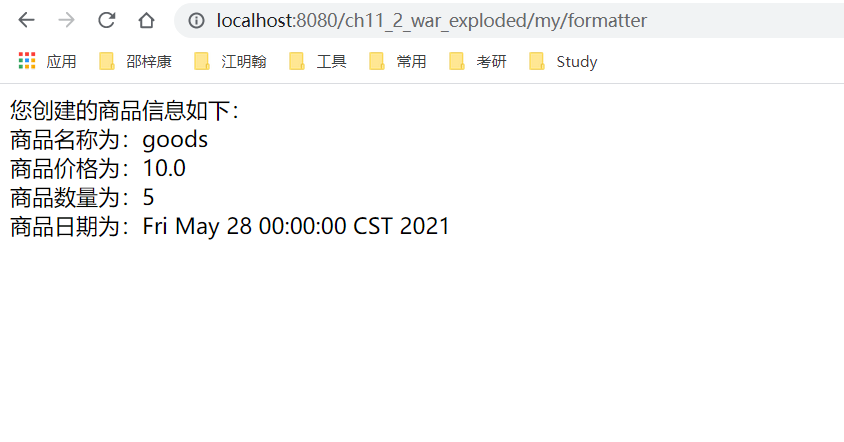 localhost:8080/ch11_2_war_exploded/my/formatter
应用 邵梓康 江明翰 工具 常用 考研 Study
您创建的商品信息如下：
商品名称为：goods
商品价格为：10.0
商品数量为：5
商品日期为：Fri May 28 00:00:00 CST 2021